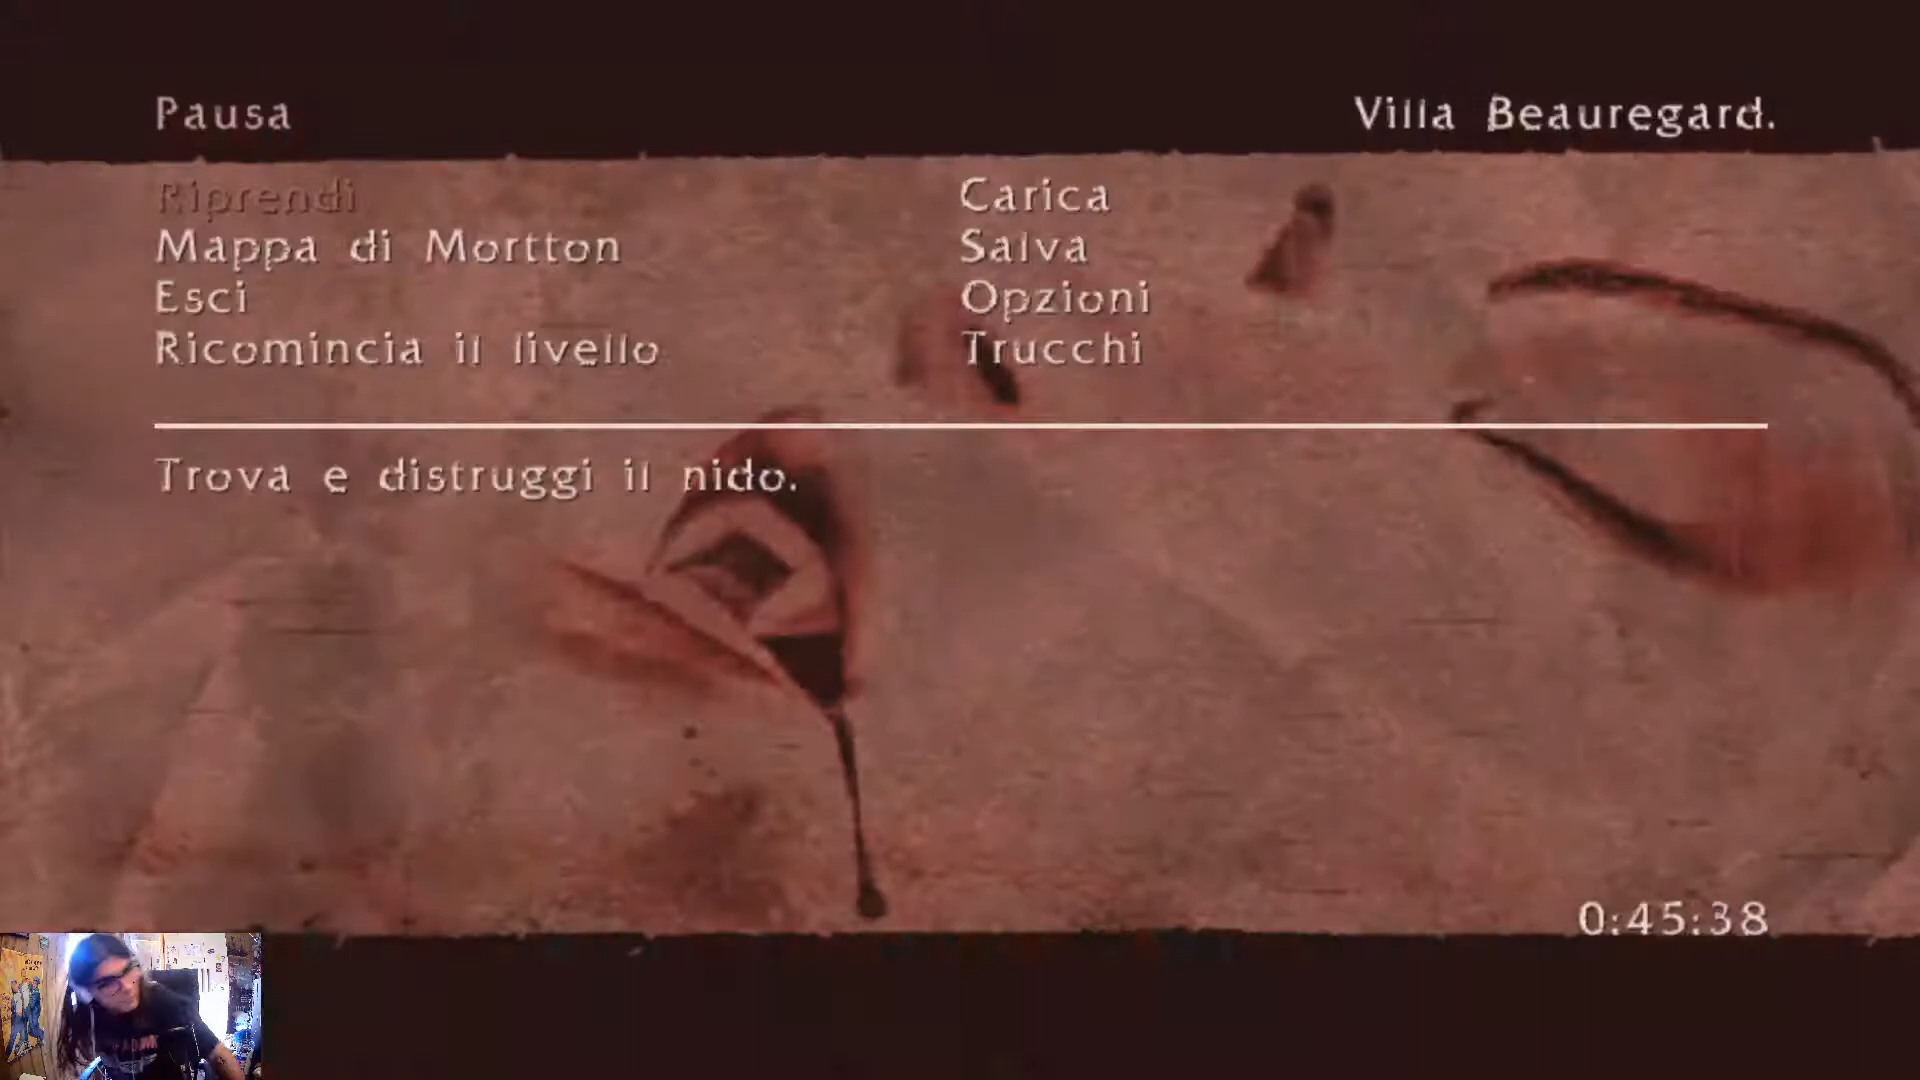 Pausa
Villa Beauregard.
Riprendi
Mappa di Mortton
Esci
Ricomincia il livello
Carica
Salva
Opzioni
Trucchi
Trova e distruggi il nido.
0:45:38